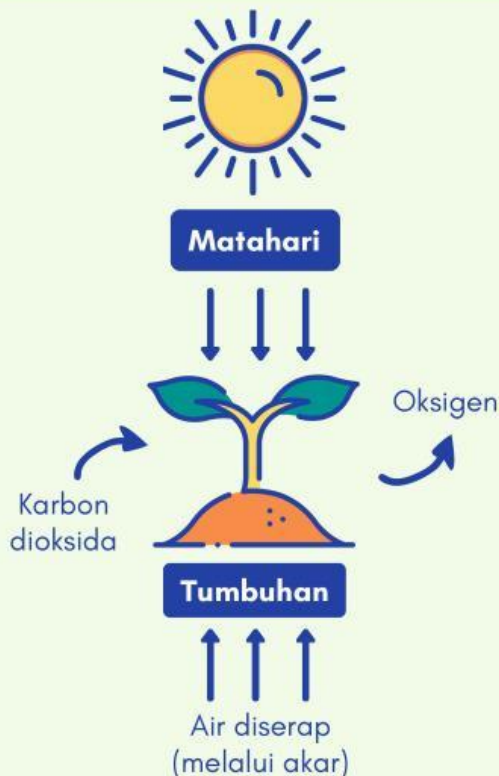 Matahari
Oksigen
Karbon
dioksida
Tumbuhan
Air diserap
(melalui akar)